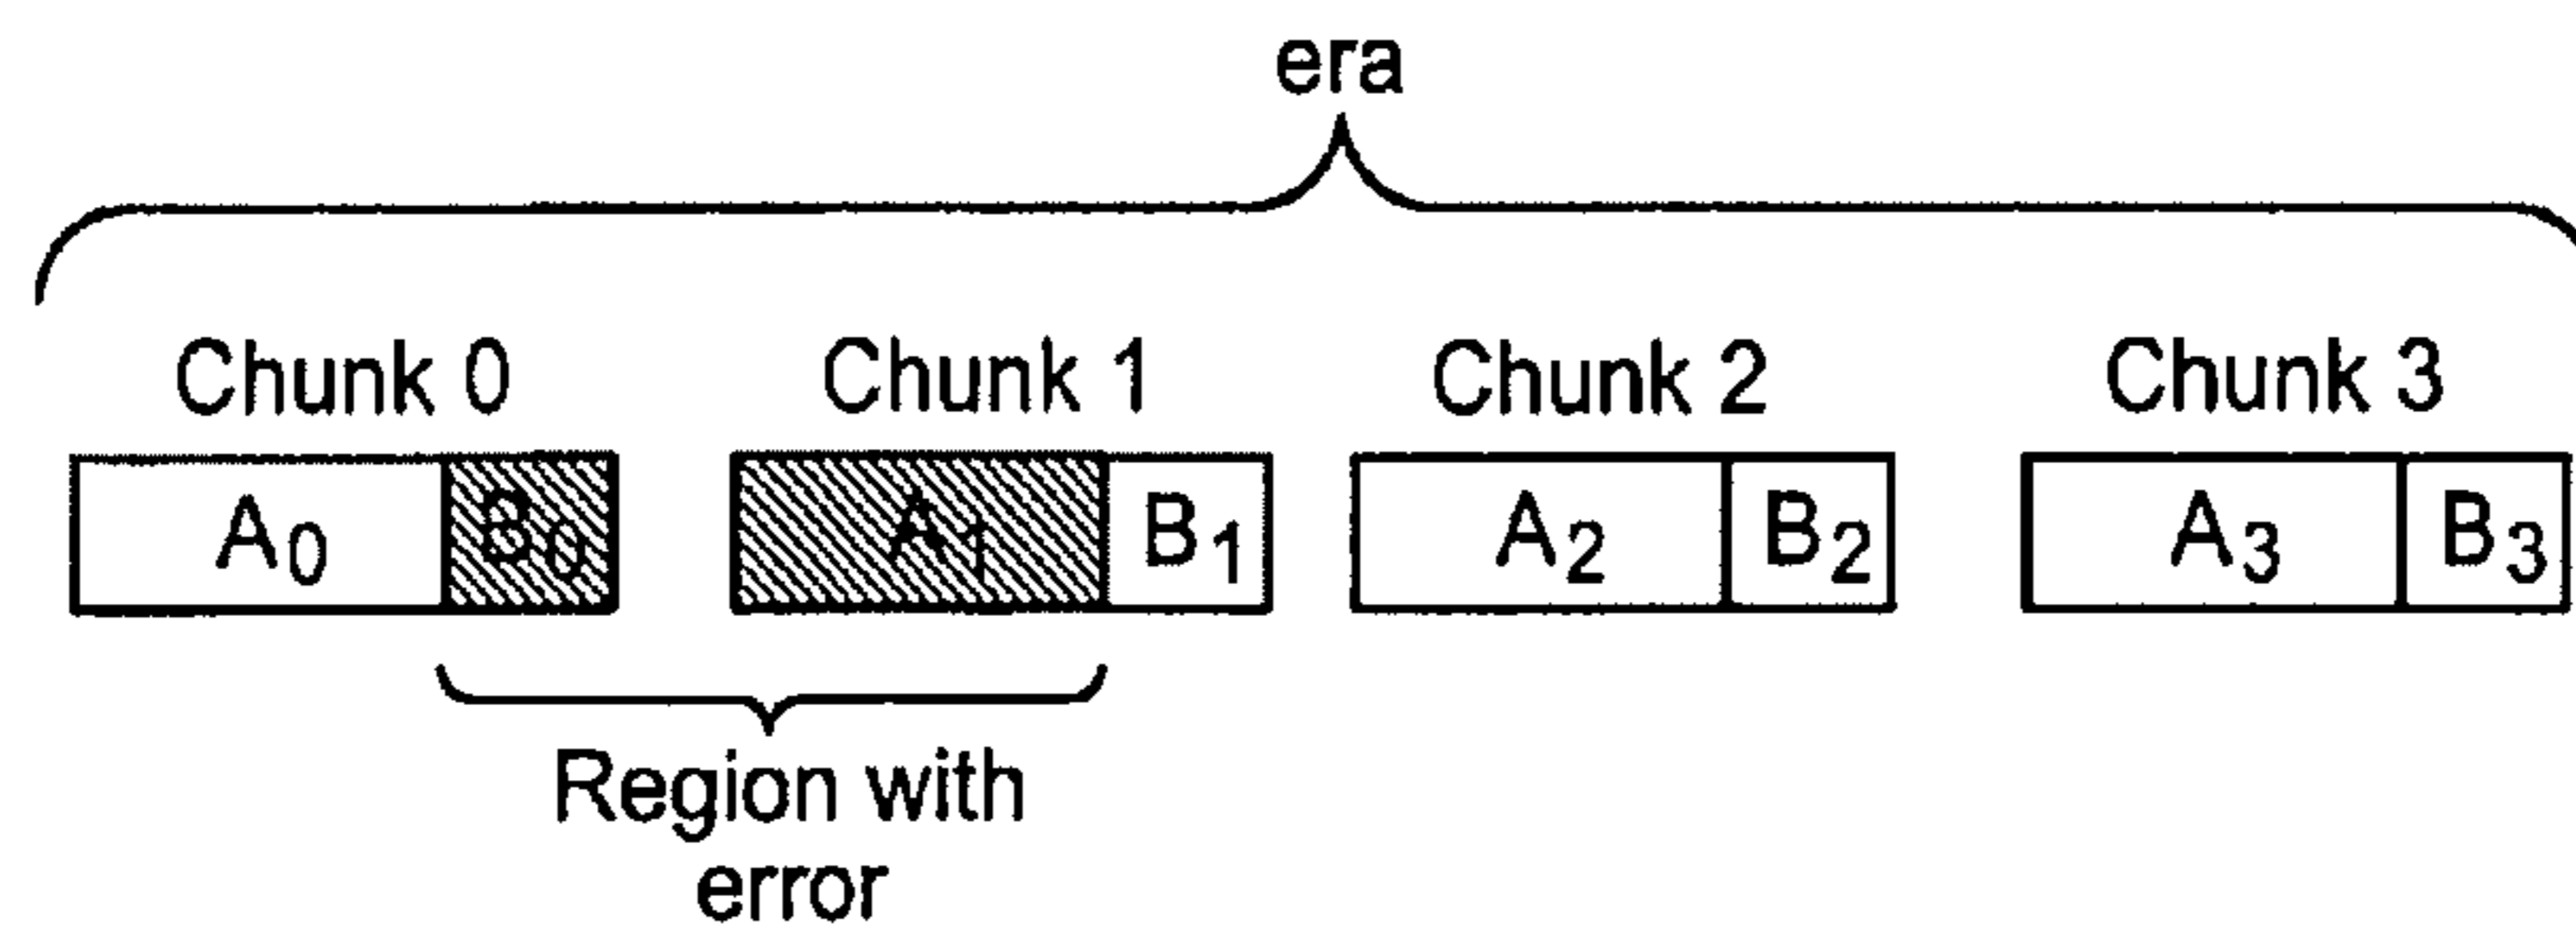 era
Chunk 0 Chunk 1 Chunk 2 Chunk 3
A0 B0 A1 B1 A2 B2 A3 B3
Region with
error